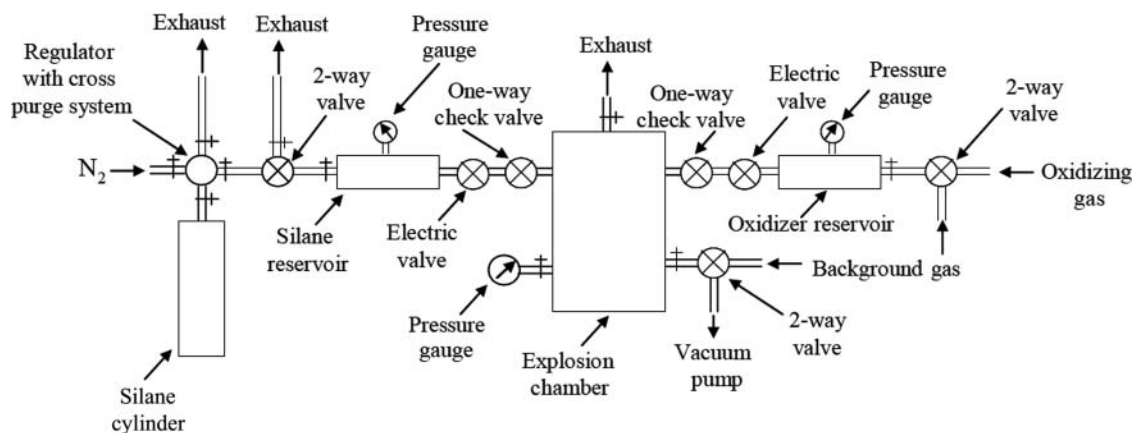 Exhaust
Exhaust
Regulator
with cross
purge system
2-way
valve
Pressure
gauge
One-way
check valve
Exhaust
One-way
check valve
Electric
valve
Pressure
gauge
2-way
valve
N2
Oxidizing
gas
Silane
reservoir
Electric
valve
Oxidizer reservoir
Background gas
Pressure
gauge
Explosion
chamber
Vacuum
pump
2-way
valve
Silane
cylinder